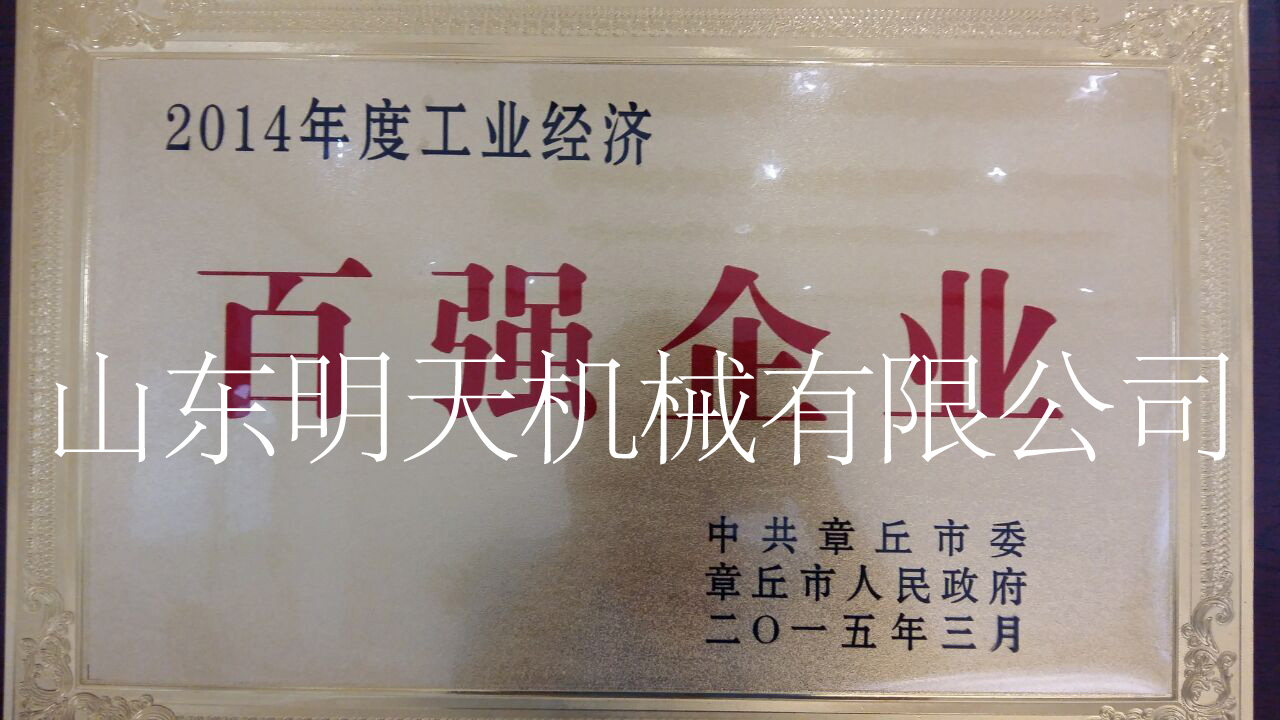 2014年度工业经济
百强企业
山东明天机械有限公司
中共章丘市委
章丘市人民政府
二〇一五年三月